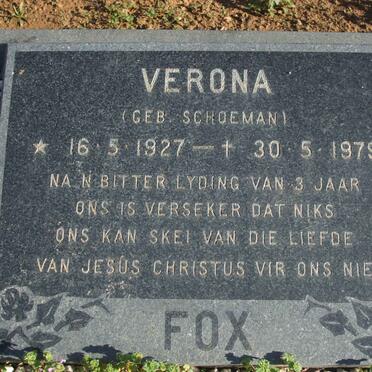 VERONA
(GEB. SCHOEMAN)
★ 16·5·1927 — † 30·5·1979
NA 'N BITTER LYDING VAN 3 JAAR
ONS IS VERSEKER DAT NIKS
ONS KAN SKEI VAN DIE LIEFDE
VAN JESUS CHRISTUS VIR ONS NIE
FOX